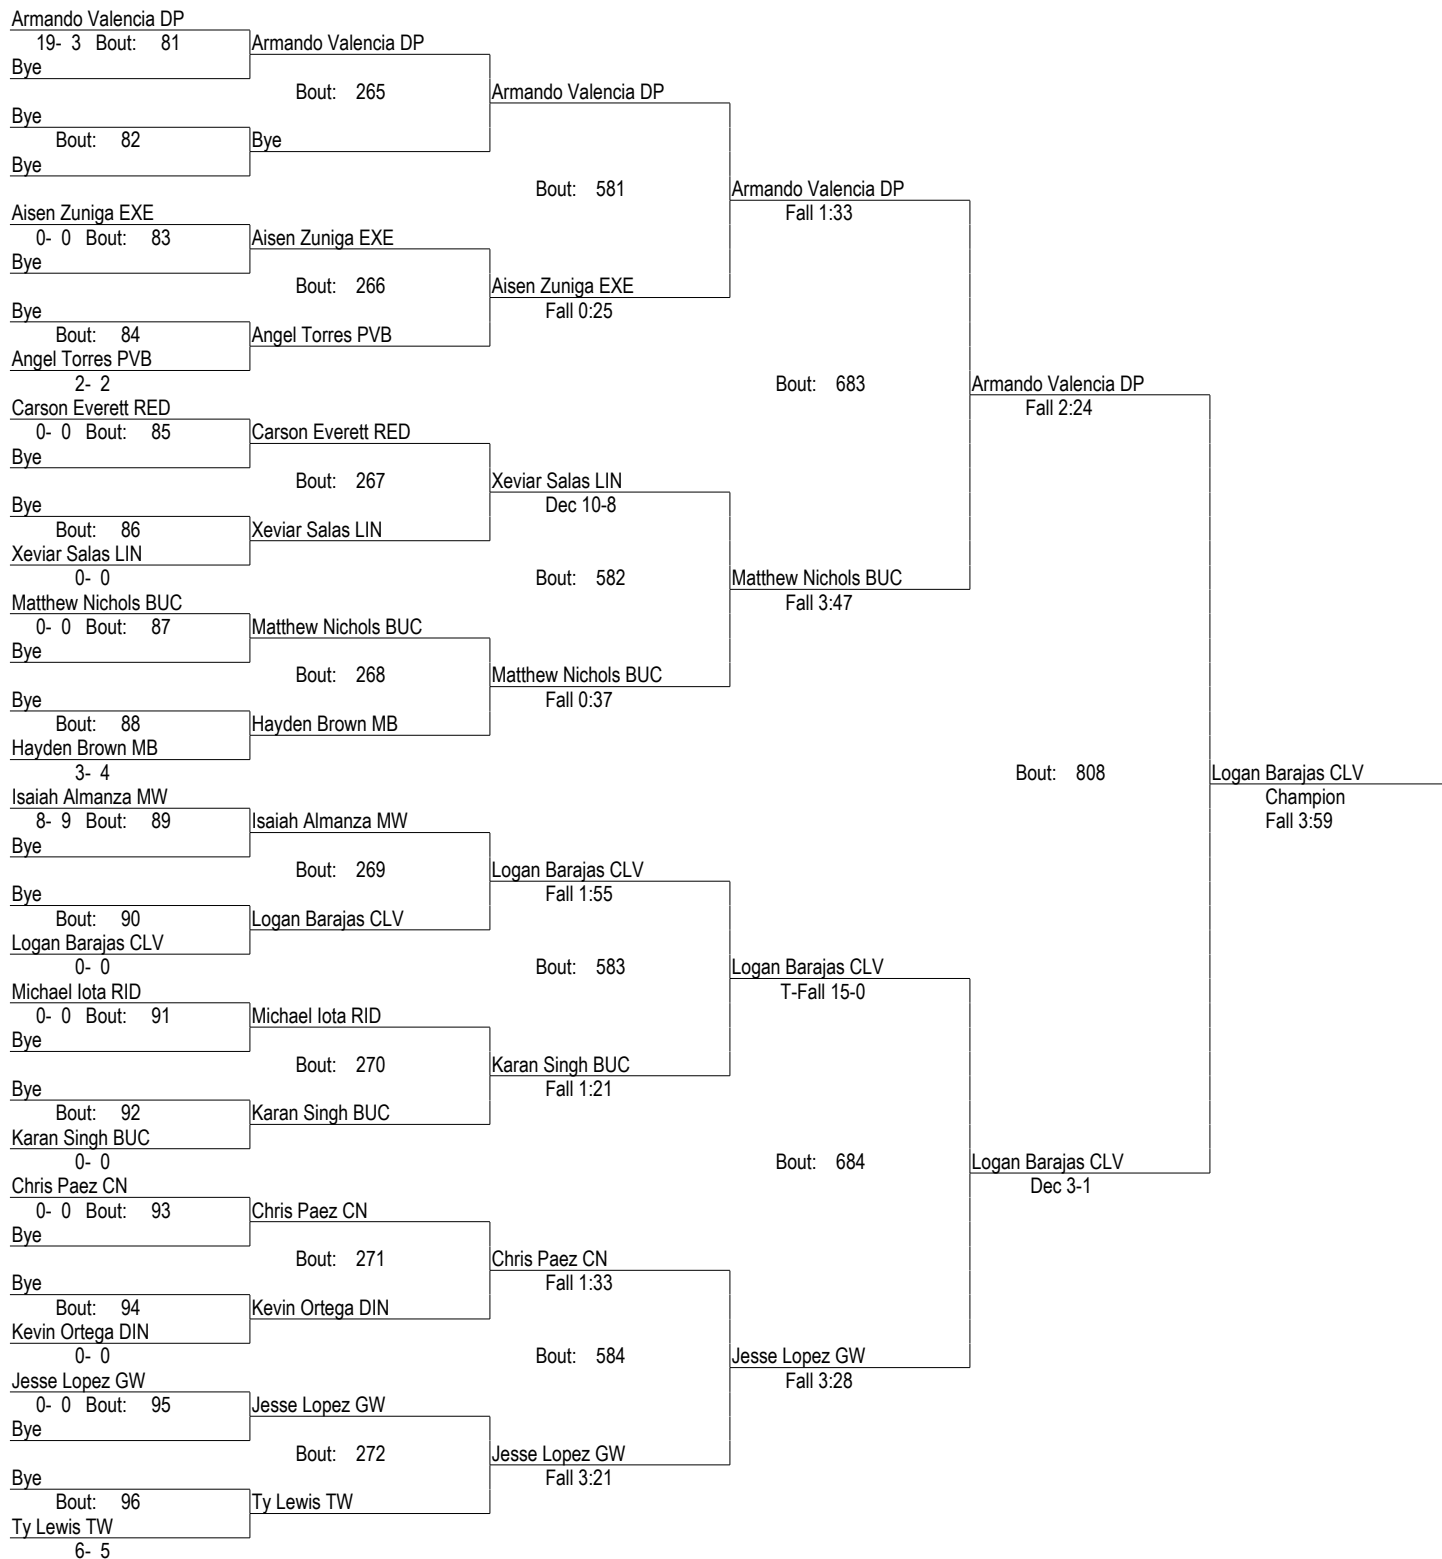 Armando Valencia DP
19- 3 Bout: 81
Armando Valencia DP
Bye
Bout: 265
Armando Valencia DP
Bye
Bout: 82
Bye
Bye
Bout: 581
Armando Valencia DP
Aisen Zuniga EXE
Fall 1:33
0- 0 Bout: 83
Aisen Zuniga EXE
Bye
Bout: 266
Aisen Zuniga EXE
Bye
Fall 0:25
Bout: 84
Angel Torres PVB
Angel Torres PVB
2- 2
Bout: 683
Armando Valencia DP
Carson Everett RED
Fall 2:24
0- 0 Bout: 85
Carson Everett RED
Bye
Bout: 267
Xeviar Salas LIN
Bye
Dec 10-8
Bout: 86
Xeviar Salas LIN
Xeviar Salas LIN
0- 0
Bout: 582
Matthew Nichols BUC
Matthew Nichols BUC
Fall 3:47
0- 0 Bout: 87
Matthew Nichols BUC
Bye
Bout: 268
Matthew Nichols BUC
Bye
Fall 0:37
Bout: 88
Hayden Brown MB
Hayden Brown MB
3- 4
Bout: 808
Logan Barajas CLV
Isaiah Almanza MW
Champion
8- 9 Bout: 89
Isaiah Almanza MW
Fall 3:59
Bye
Bout: 269
Logan Barajas CLV
Bye
Fall 1:55
Bout: 90
Logan Barajas CLV
Logan Barajas CLV
0- 0
Bout: 583
Logan Barajas CLV
Michael Iota RID
T-Fall 15-0
0- 0 Bout: 91
Michael Iota RID
Bye
Bout: 270
Karan Singh BUC
Bye
Fall 1:21
Bout: 92
Karan Singh BUC
Karan Singh BUC
0- 0
Bout: 684
Logan Barajas CLV
Chris Paez CN
Dec 3-1
0- 0 Bout: 93
Chris Paez CN
Bye
Bout: 271
Chris Paez CN
Bye
Fall 1:33
Bout: 94
Kevin Ortega DIN
Kevin Ortega DIN
0- 0
Bout: 584
Jesse Lopez GW
Jesse Lopez GW
Fall 3:28
0- 0 Bout: 95
Jesse Lopez GW
Bye
Bout: 272
Jesse Lopez GW
Bye
Fall 3:21
Bout: 96
Ty Lewis TW
Ty Lewis TW
6- 5